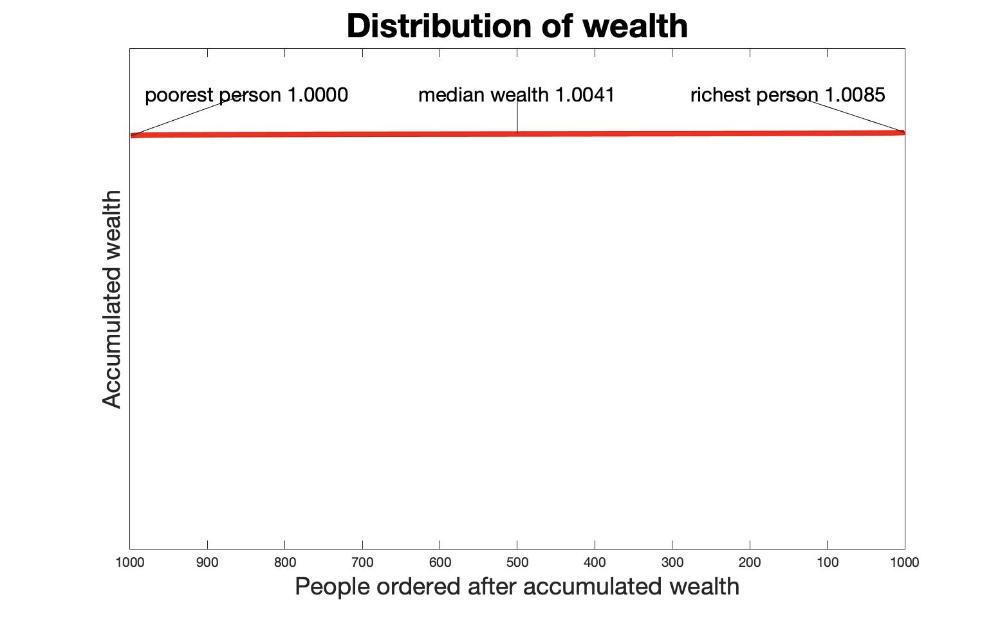 Distribution of wealth
poorest person 1.0000
median wealth 1.0041
richest person 1.0085
Accumulated wealth
1000 900 800 700 600 500 400 300 200 100 1000
People ordered after accumulated wealth